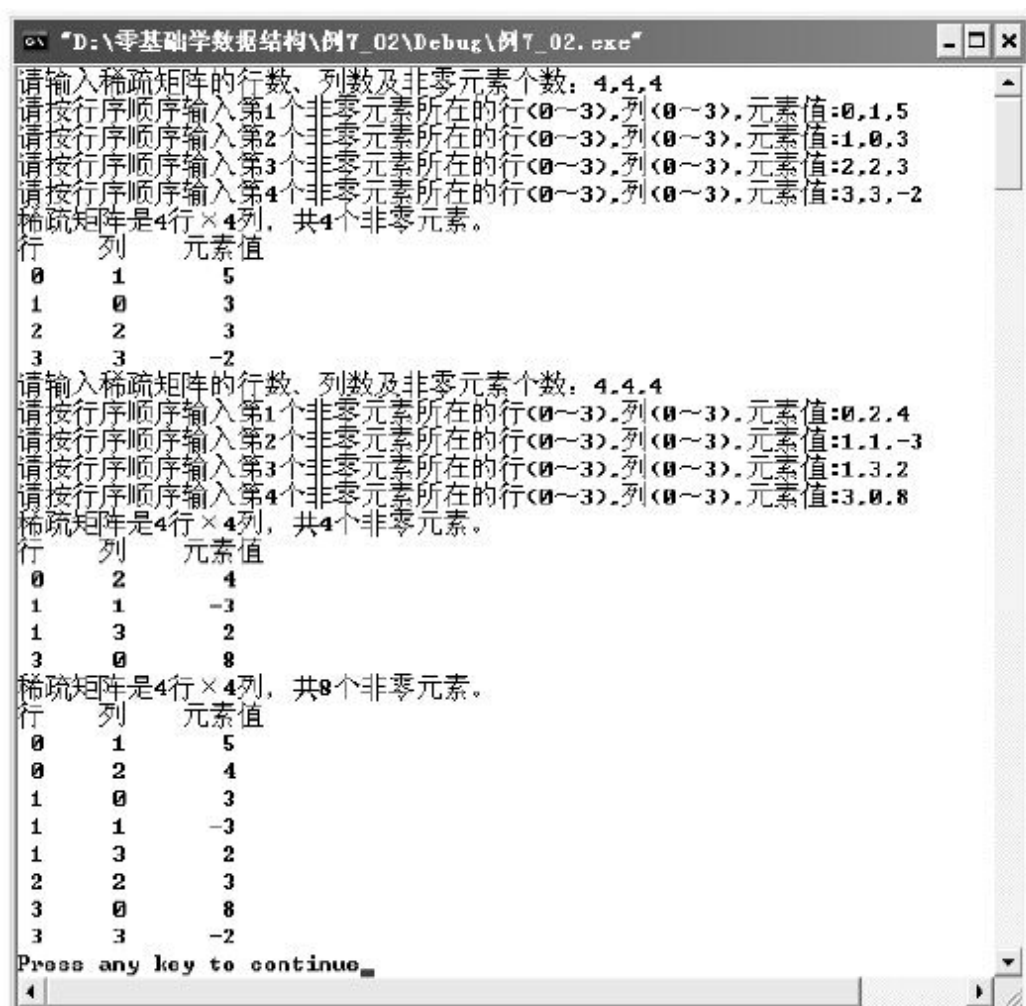 "D:\零基础学数据结构\例7_02\Debug\例7_02.exe"
请输入稀疏矩阵的行数、列数及非零元素个数: 4,4,4
请按行序顺序输入第1个非零元素所在的行(0~3),列(0~3),元素值:0,1,5
请按行序顺序输入第2个非零元素所在的行(0~3),列(0~3),元素值:1,0,3
请按行序顺序输入第3个非零元素所在的行(0~3),列(0~3),元素值:2,2,3
请按行序顺序输入第4个非零元素所在的行(0~3),列(0~3),元素值:3,3,-2
稀疏矩阵是4行×4列, 共4个非零元素。
行 列 元素值
0 1 5
1 0 3
2 2 3
3 3 -2
请输入稀疏矩阵的行数、列数及非零元素个数: 4,4,4
请按行序顺序输入第1个非零元素所在的行(0~3),列(0~3),元素值:0,2,4
请按行序顺序输入第2个非零元素所在的行(0~3),列(0~3),元素值:1,1,-3
请按行序顺序输入第3个非零元素所在的行(0~3),列(0~3),元素值:1,3,2
请按行序顺序输入第4个非零元素所在的行(0~3),列(0~3),元素值:3,0,8
稀疏矩阵是4行×4列, 共4个非零元素。
行 列 元素值
0 2 4
1 1 -3
1 3 2
3 0 8
稀疏矩阵是4行×4列, 共8个非零元素。
行 列 元素值
0 1 5
0 2 4
1 0 3
1 1 -3
1 3 2
2 2 3
3 0 8
3 3 -2
Press any key to continue_